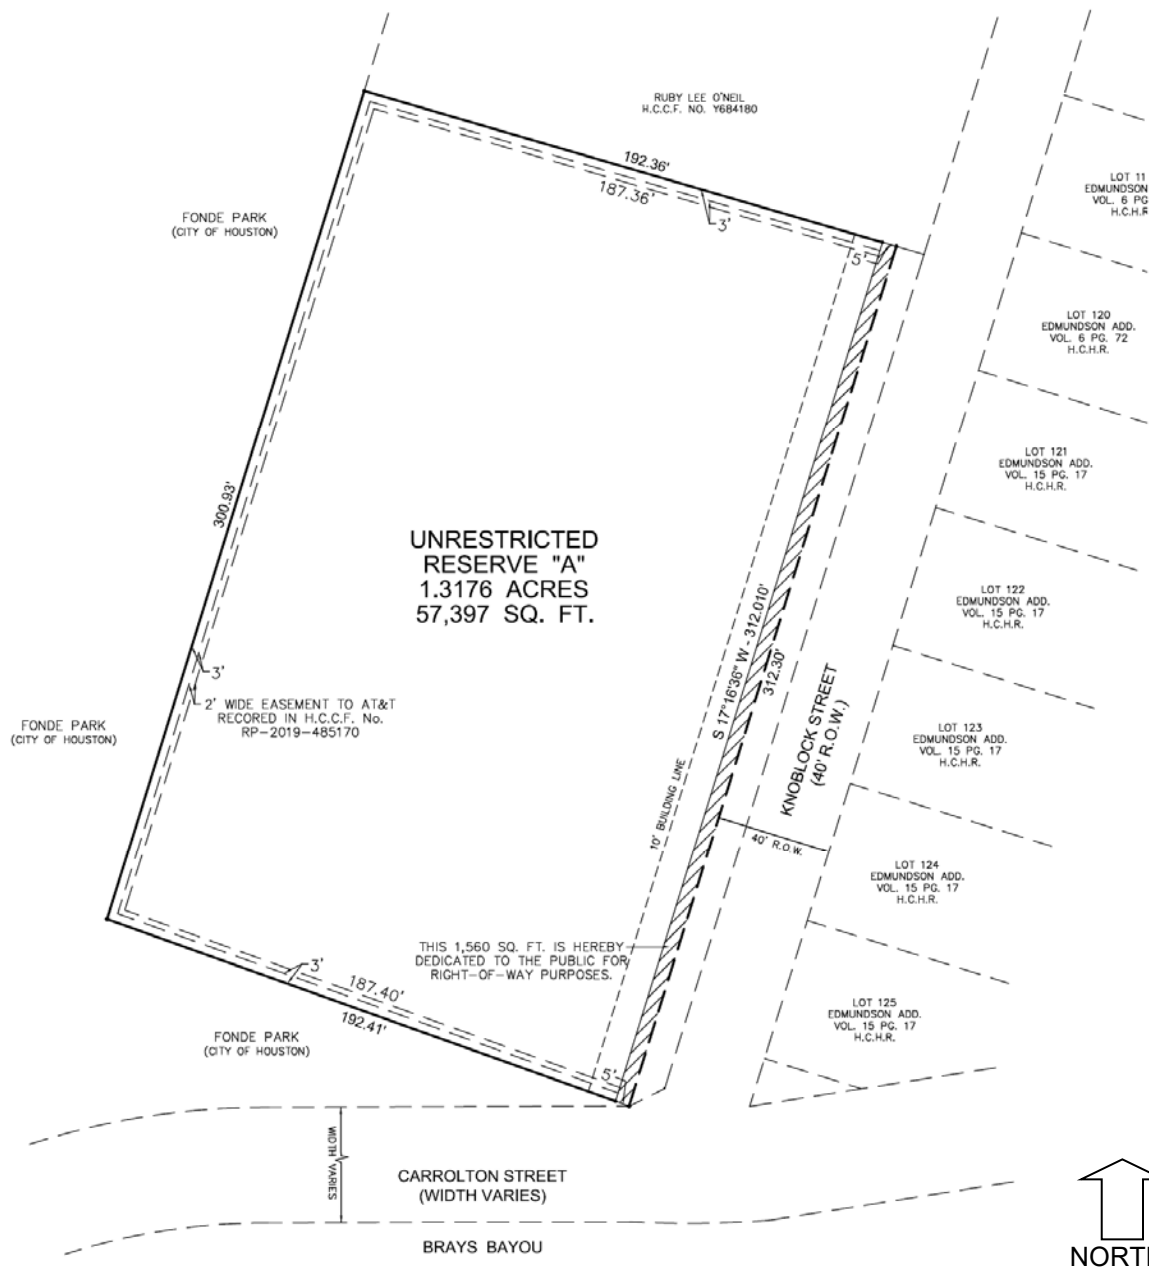 RUBY LEE O'NEIL
H.C.C.F. NO. Y684180
192.36'
187.36'
3'
5'
FONDE PARK
(CITY OF HOUSTON)
LOT 11
EDMUNDSON
VOL. 6 PG
H.C.H.R
LOT 120
EDMUNDSON ADD.
VOL. 6 PG. 72
H.C.H.R.
LOT 121
EDMUNDSON ADD.
VOL. 15 PG. 17
H.C.H.R.
300.93'
UNRESTRICTED
RESERVE "A"
1.3176 ACRES
57,397 SQ. FT.
S 17°16'36" W - 312.010'
312.30'
LOT 122
EDMUNDSON ADD.
VOL. 15 PG. 17
H.C.H.R.
3'
2' WIDE EASEMENT TO AT&T
RECORED IN H.C.C.F. No.
RP-2019-485170
FONDE PARK
(CITY OF HOUSTON)
KNOBLOCK STREET
(40' R.O.W.)
LOT 123
EDMUNDSON ADD.
VOL. 15 PG. 17
H.C.H.R.
10' BUILDING LINE
40' R.O.W.
LOT 124
EDMUNDSON ADD.
VOL. 15 PG. 17
H.C.H.R.
THIS 1,560 SQ. FT. IS HEREBY
DEDICATED TO THE PUBLIC FOR
RIGHT-OF-WAY PURPOSES.
3'
187.40'
192.41'
LOT 125
EDMUNDSON ADD.
VOL. 15 PG. 17
H.C.H.R.
FONDE PARK
(CITY OF HOUSTON)
5'
WIDTH VARIES
CARROLTON STREET
(WIDTH VARIES)
BRAYS BAYOU
NORT